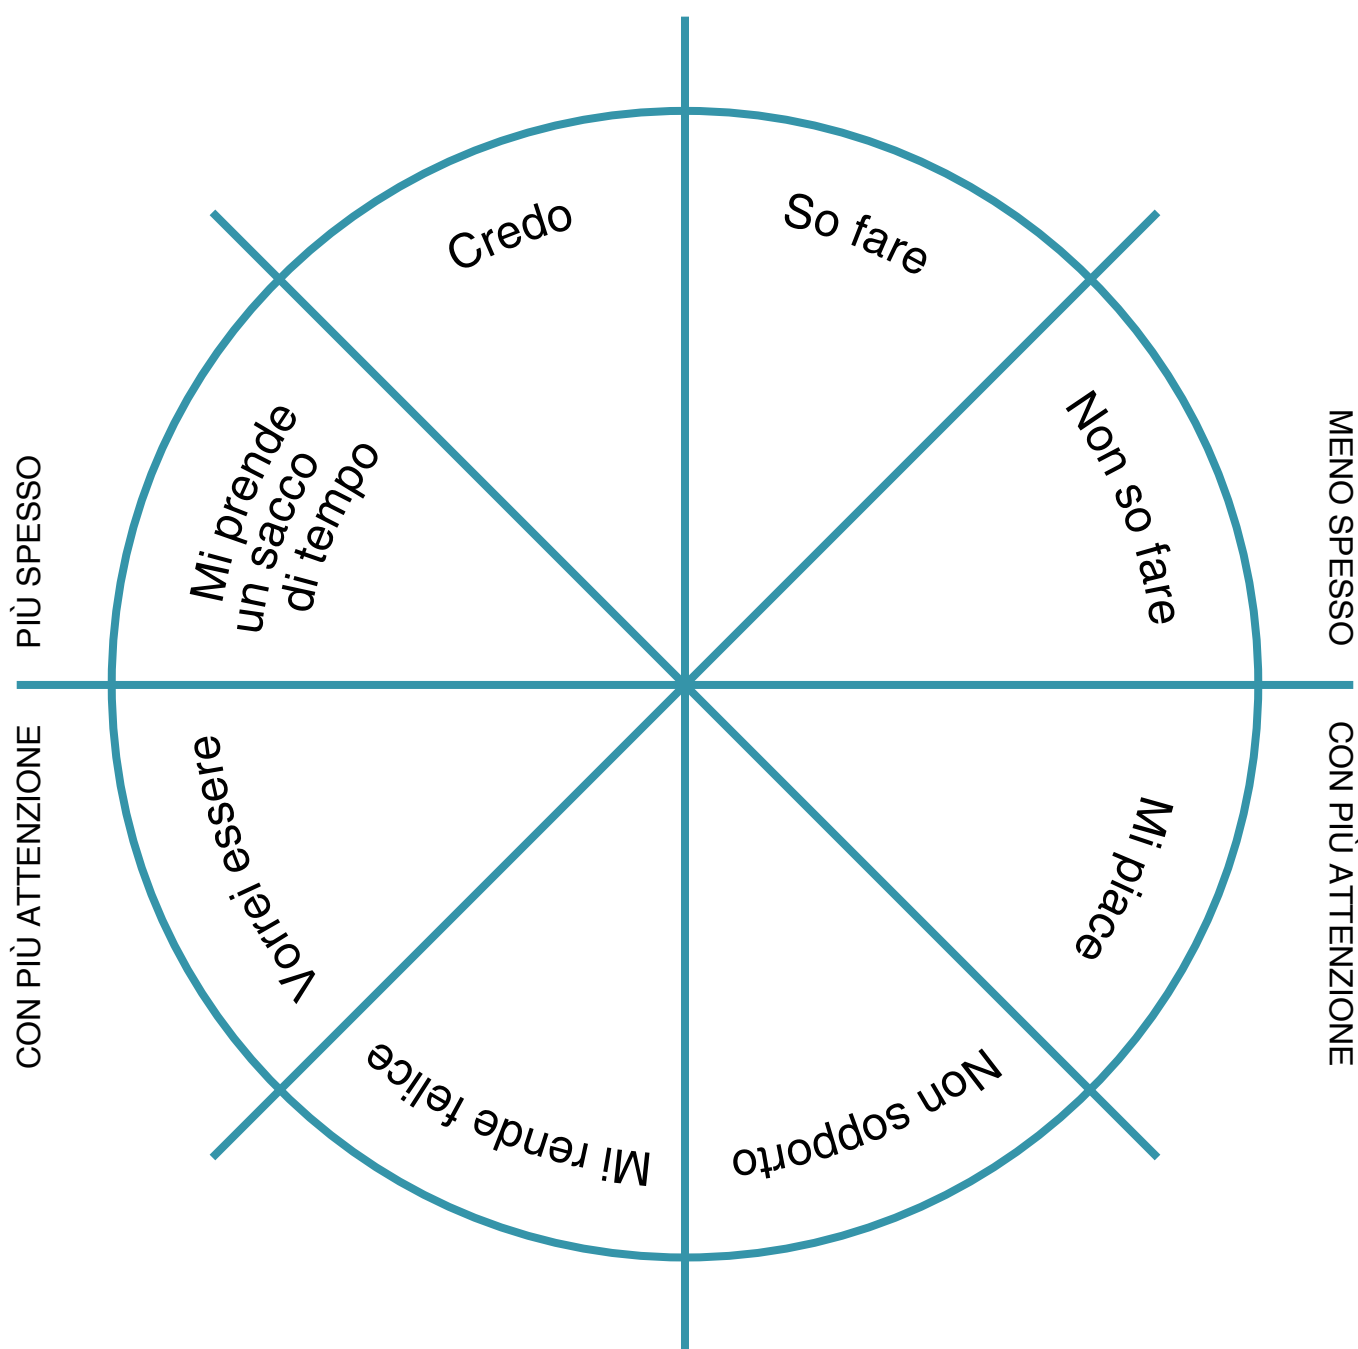 Credo
So fare
Non so fare
Mi piace
Non sopporto
Mi rende felice
Vorrei essere
Mi prende
un sacco
di tempo
PIÙ SPESSO
CON PIÙ ATTENZIONE
MENO SPESSO
CON PIÙ ATTENZIONE